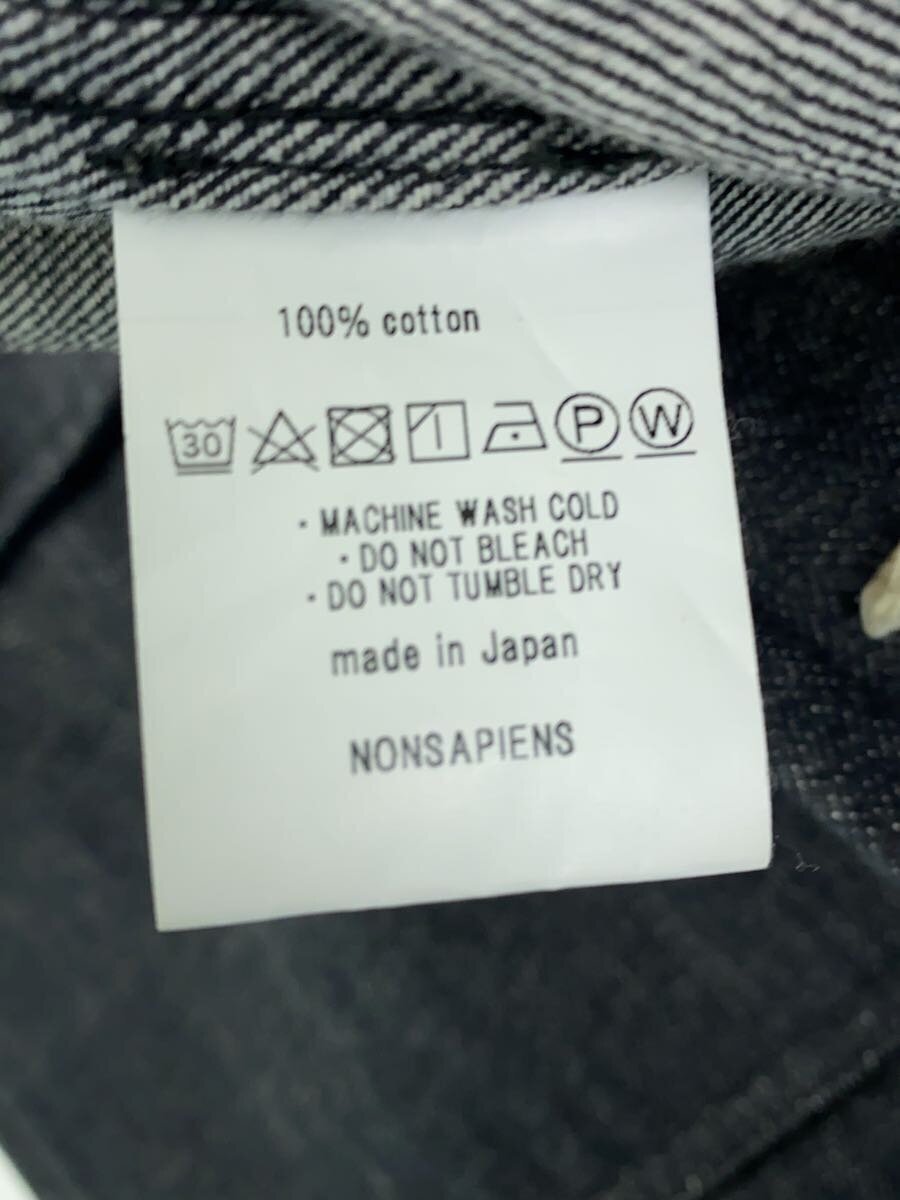 100% cotton
30 P W
· MACHINE WASH COLD
· DO NOT BLEACH
· DO NOT TUMBLE DRY
made in Japan
NONSAPIENS